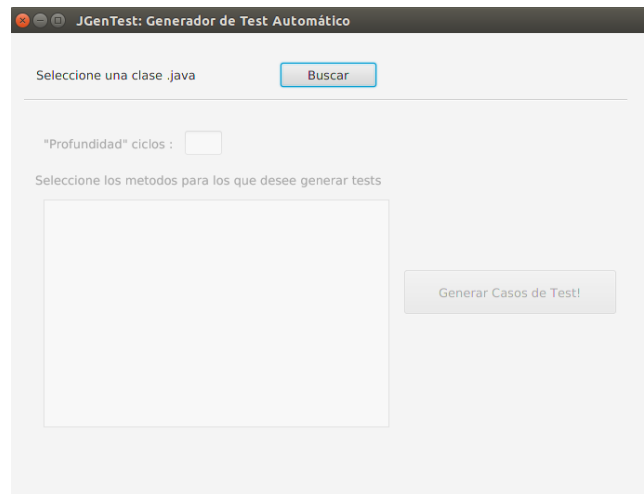 JGenTest: Generador de Test Automático
Seleccione una clase .java
Buscar
"Profundidad" ciclos :
Seleccione los metodos para los que desee generar tests
Generar Casos de Test!